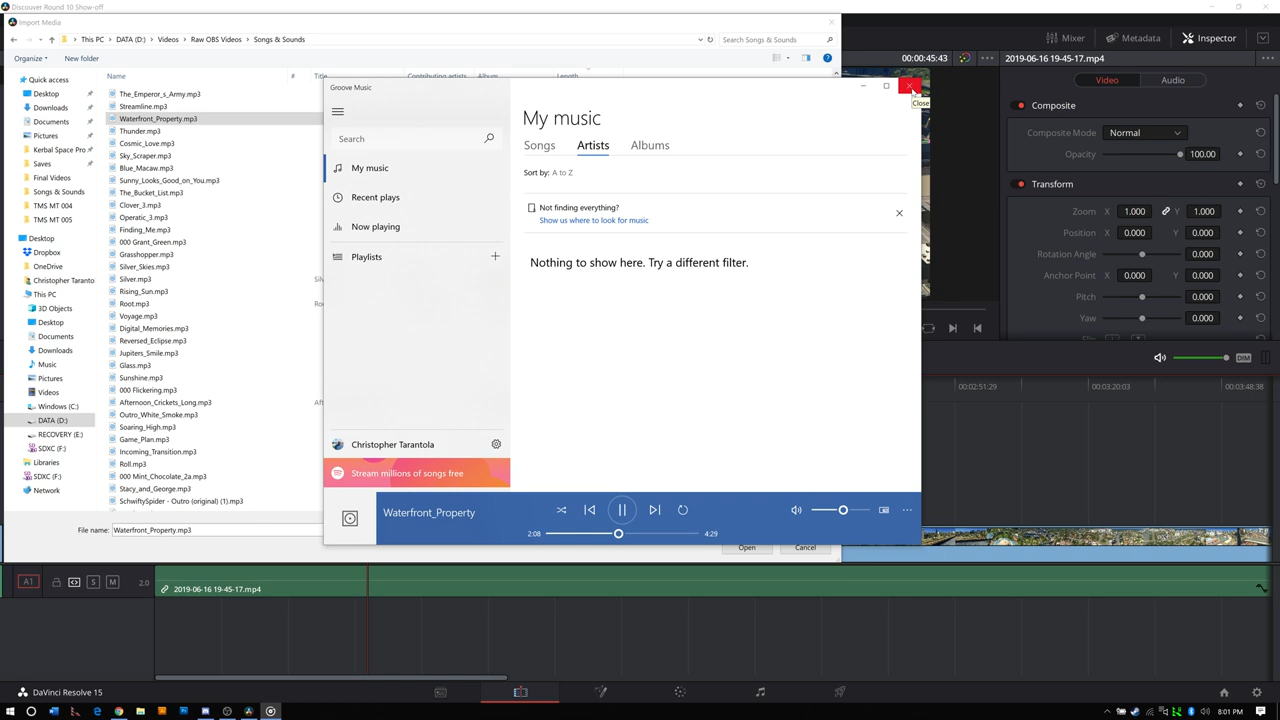 Discouver Round 10 Show-off
Import Media
This PC > DATA (D:) > Videos > Raw OBS Videos > Songs & Sounds
Search Songs & Sounds
Organize
New folder
Name
#
Title
Contributing artists
Album
Length
Quick access
Desktop
Downloads
Documents
Pictures
Kerbal Space Pro
Saves
Final Videos
Songs & Sounds
TMS MT 004
TMS MT 005
Desktop
Dropbox
OneDrive
Christopher Taranto
This PC
3D Objects
Desktop
Documents
Downloads
Music
Pictures
Videos
Windows (C:)
DATA (D:)
RECOVERY (E:)
SDXC (F:)
Libraries
SDXC (F:)
Network
The_Emperor_s_Army.mp3
Streamline.mp3
Waterfront_Property.mp3
Thunder.mp3
Cosmic_Love.mp3
Sky_Scraper.mp3
Blue_Macaw.mp3
Sunny_Looks_Good_on_You.mp3
The_Bucket_List.mp3
Clover_3.mp3
Operatic_3.mp3
Finding_Me.mp3
000 Grant_Green.mp3
Grasshopper.mp3
Silver_Skies.mp3
Silver.mp3
Rising_Sun.mp3
Root.mp3
Voyage.mp3
Digital_Memories.mp3
Reversed_Eclipse.mp3
Jupiters_Smile.mp3
Glass.mp3
Sunshine.mp3
000 Flickering.mp3
Afternoon_Crickets_Long.mp3
Outro_White_Smoke.mp3
Soaring_High.mp3
Game_Plan.mp3
Incoming_Transition.mp3
Roll.mp3
000 Mint_Chocolate_2a.mp3
Stacy_and_George.mp3
SchwiftySpider - Outro (original) (1).mp3
File name:
Waterfront_Property.mp3
Open
Cancel
Groove Music
Search
My music
Recent plays
Now playing
Playlists
Christopher Tarantola
Stream millions of songs free
Close
My music
Songs
Artists
Albums
Sort by: A to Z
Not finding everything?
Show us where to look for music
Nothing to show here. Try a different filter.
Waterfront_Property
2:08
4:29
Mixer
Metadata
Inspector
00:00:45:43
2019-06-16 19-45-17.mp4
Video
Audio
Composite
Composite Mode
Normal
Opacity
100.00
Transform
Zoom X 1.000 Y 1.000
Position X 0.000 Y 0.000
Rotation Angle 0.000
Anchor Point X 0.000 Y 0.000
Pitch 0.000
Yaw 0.000
DIM
00:02:51:29
00:03:20:03
00:03:48:38
A1
S
M
2.0
2019-06-16 19-45-17.mp4
DaVinci Resolve 15
8:01 PM